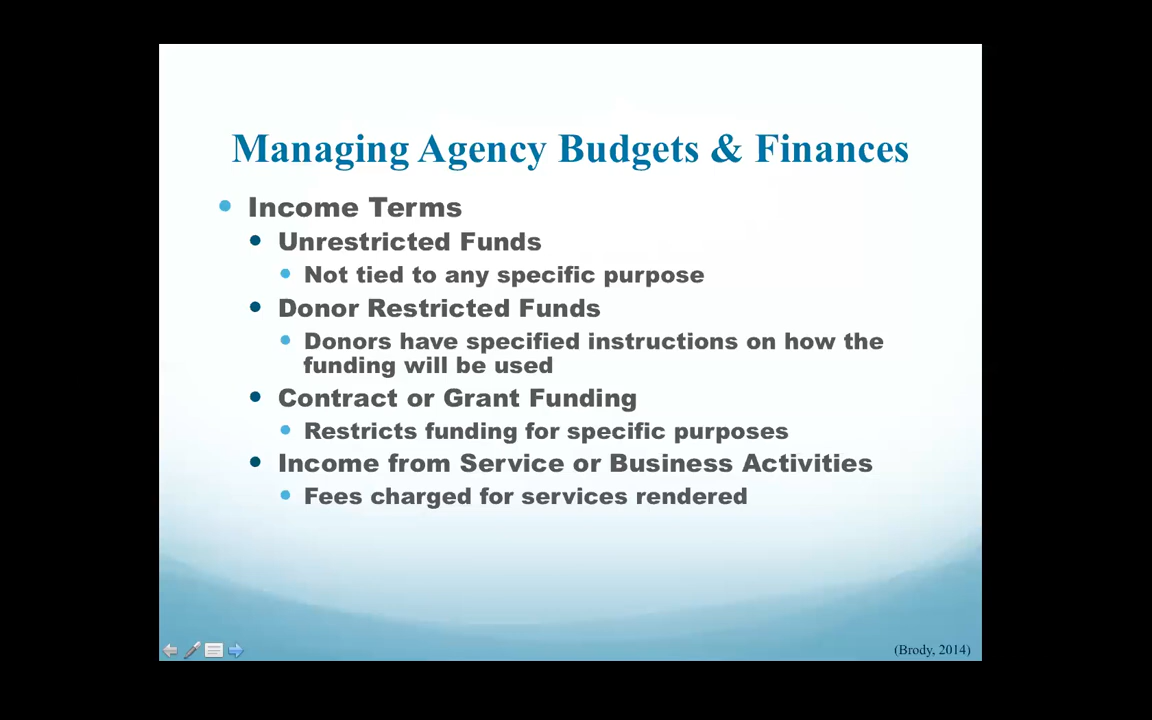 Managing Agency Budgets & Finances
Income Terms
Unrestricted Funds
Not tied to any specific purpose
Donor Restricted Funds
Donors have specified instructions on how the
funding will be used
Contract or Grant Funding
Restricts funding for specific purposes
Income from Service or Business Activities
Fees charged for services rendered
(Brody, 2014)